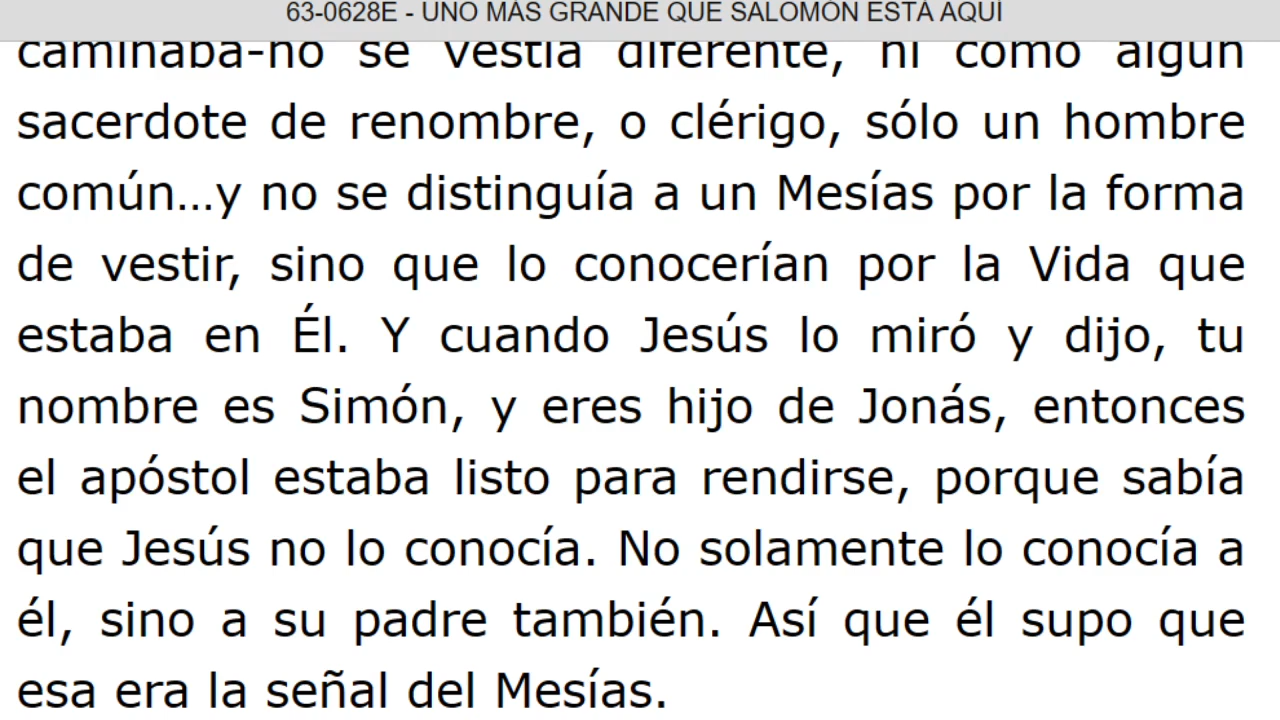 63-0628E - UNO MÁS GRANDE QUE SALOMÓN ESTÁ AQUÍ
caminaba-no se vestía diferente, ni como algún
sacerdote de renombre, o clérigo, sólo un hombre
común...y no se distinguía a un Mesías por la forma
de vestir, sino que lo conocerían por la Vida que
estaba en Él. Y cuando Jesús lo miró y dijo, tu
nombre es Simón, y eres hijo de Jonás, entonces
el apóstol estaba listo para rendirse, porque sabía
que Jesús no lo conocía. No solamente lo conocía a
él, sino a su padre también. Así que él supo que
esa era la señal del Mesías.